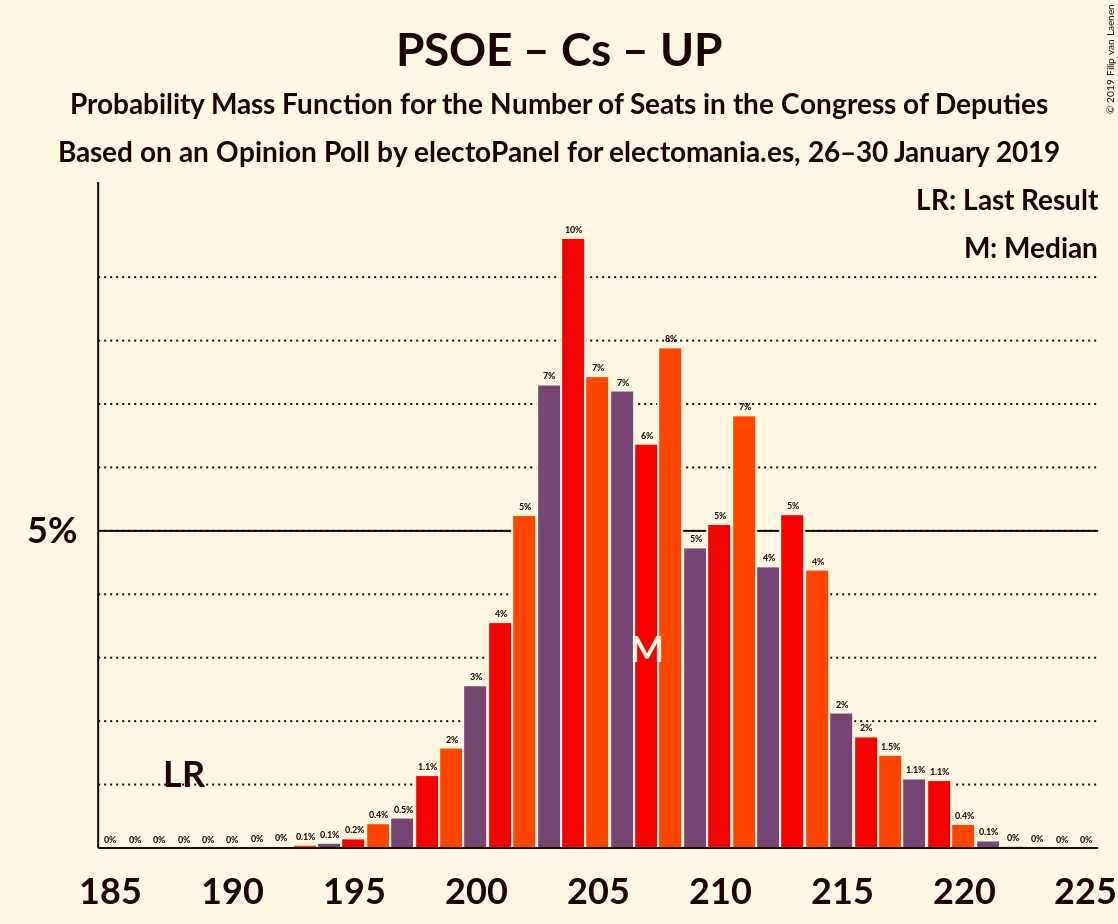 PSOE – Cs – UP
Probability Mass Function for the Number of Seats in the Congress of Deputies
Based on an Opinion Poll by electoPanel for electomania.es, 26–30 January 2019
© 2019 Filip van Laenen
LR: Last Result
M: Median
5%
LR
M
0% 0% 0% 0% 0% 0% 0% 0% 0.1% 0.1% 0.2% 0.4% 0.5% 1.1% 2% 3% 4% 5% 7% 10% 7% 7% 6% 8% 5% 5% 7% 4% 5% 4% 2% 2% 1.5% 1.1% 1.1% 0.4% 0.1% 0% 0% 0% 0%
185 190 195 200 205 210 215 220 225